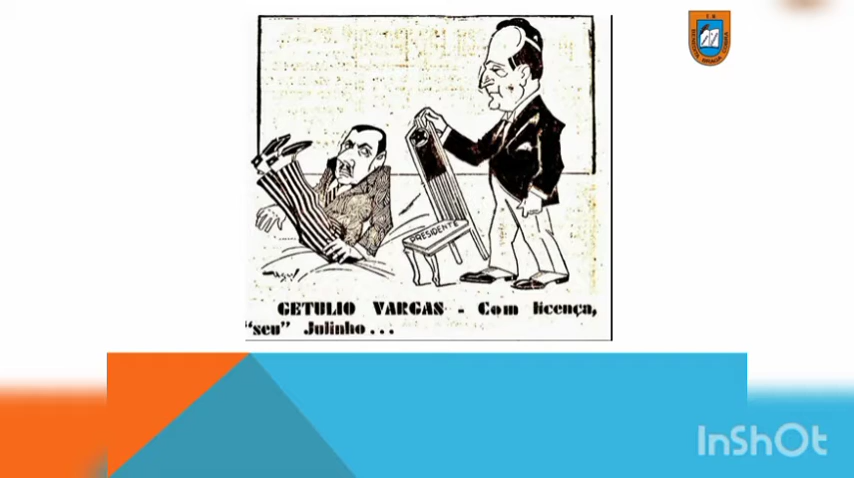 PRESIDENTE
GETULIO VARGAS - Com licença,
"seu" Julinho...
InShOt